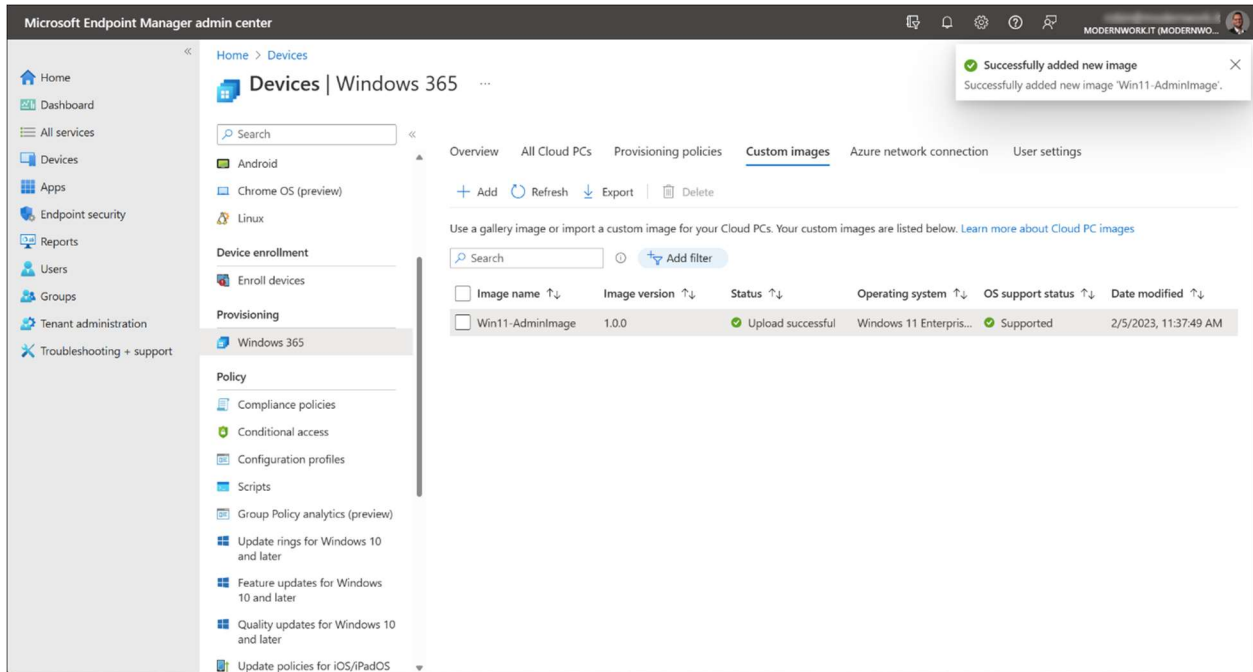 Microsoft Endpoint Manager admin center
MODERNWORK.IT (MODERNWO...
Successfully added new image
Successfully added new image 'Win11-AdminImage'.
Home
Dashboard
All services
Devices
Apps
Endpoint security
Reports
Users
Groups
Tenant administration
Troubleshooting + support
Home > Devices
Devices | Windows 365 ...
Search
Android
Chrome OS (preview)
Linux
Device enrollment
Enroll devices
Provisioning
Windows 365
Policy
Compliance policies
Conditional access
Configuration profiles
Scripts
Group Policy analytics (preview)
Update rings for Windows 10
and later
Feature updates for Windows
10 and later
Quality updates for Windows 10
and later
Update policies for iOS/iPadOS
Overview All Cloud PCs Provisioning policies Custom images Azure network connection User settings
Add Refresh Export Delete
Use a gallery image or import a custom image for your Cloud PCs. Your custom images are listed below. Learn more about Cloud PC images
Search Add filter
Image name ↑↓ Image version ↑↓ Status ↑↓ Operating system ↑↓ OS support status ↑↓ Date modified ↑↓
Win11-AdminImage 1.0.0 Upload successful Windows 11 Enterpris... Supported 2/5/2023, 11:37:49 AM